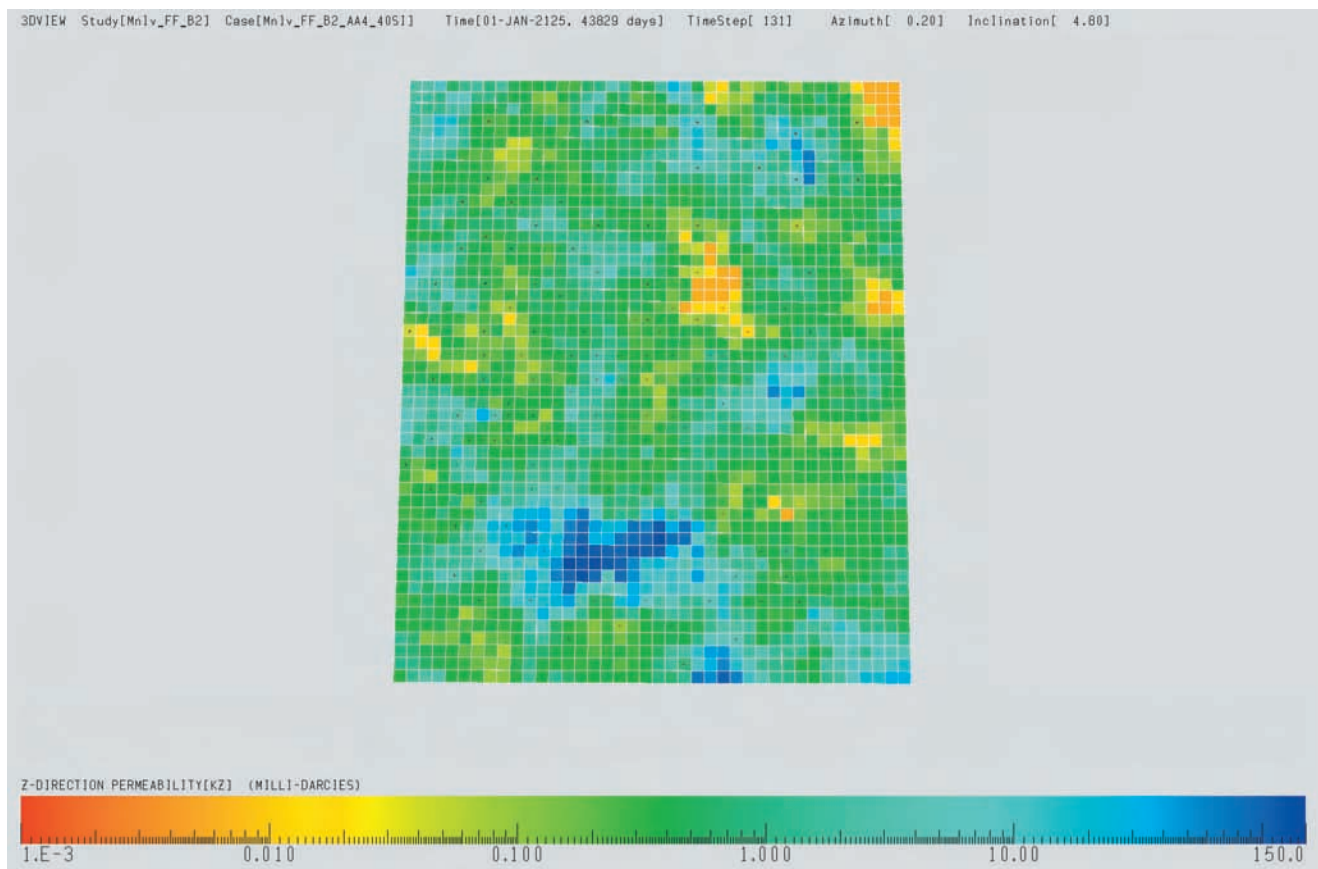 3DVIEW Study[Mnlv_FF_B2] Case[Mnlv_FF_B2_AA4_40SI] Time[01-JAN-2125, 43829 days] TimeStep[ 131] Azimuth[ 0.20] Inclination[ 4.80]
Z-DIRECTION PERMEABILITY[KZ] (MILLI-DARCIES)
1.E-3 0.010 0.100 1.000 10.00 150.0